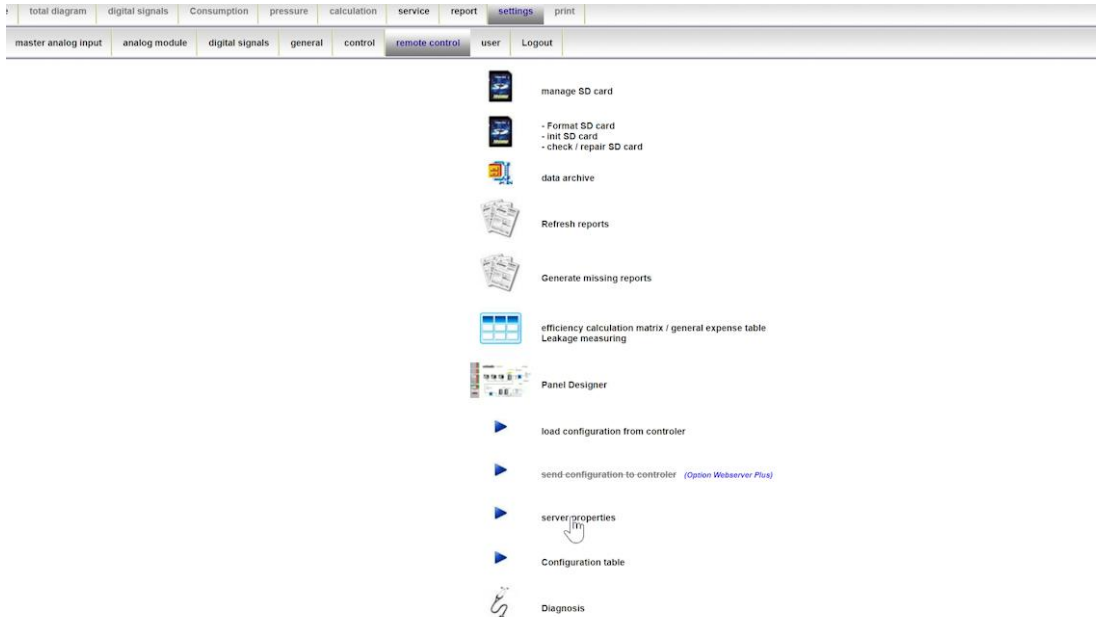 total diagram digital signals Consumption pressure calculation service report settings print
master analog input analog module digital signals general control remote control user Logout
manage SD card
- Format SD card
- init SD card
- check / repair SD card
data archive
Refresh reports
Generate missing reports
efficiency calculation matrix / general expense table
Leakage measuring
Panel Designer
load configuration from controler
send configuration to controler (Option Webserver Plus)
server properties
Configuration table
Diagnosis